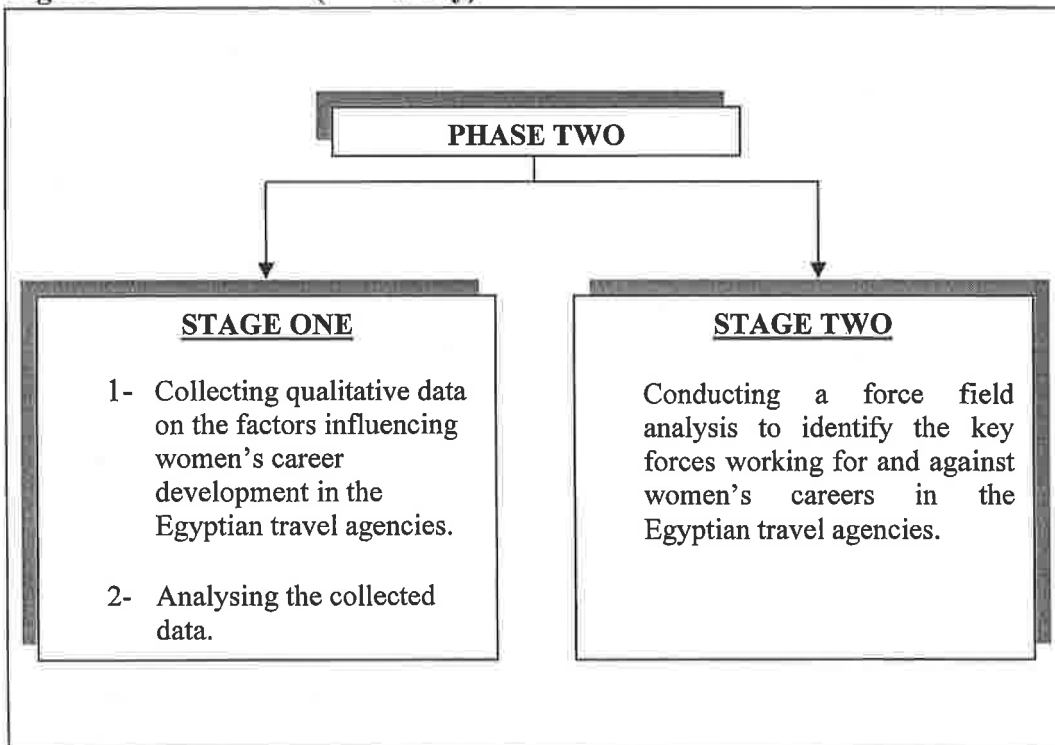 PHASE TWO
STAGE ONE
1- Collecting qualitative data
on the factors influencing
women's career
development in the
Egyptian travel agencies.
2- Analysing the collected
data.
STAGE TWO
Conducting a force field
analysis to identify the key
forces working for and against
women's careers in the
Egyptian travel agencies.